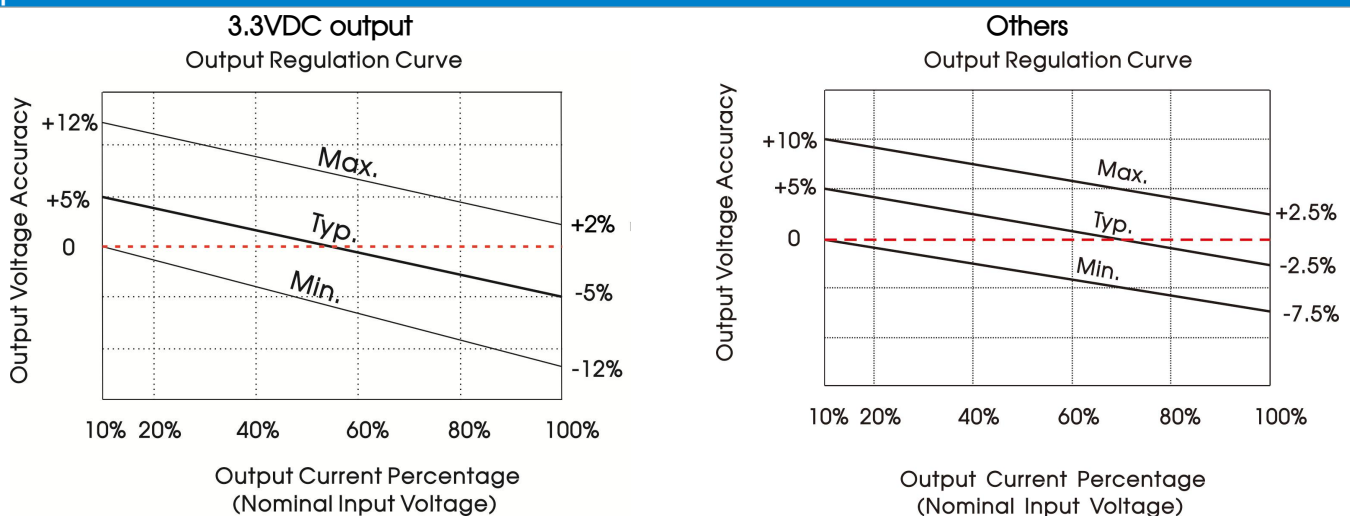 3.3VDC output
Output Regulation Curve
Output Voltage Accuracy
+12%
+5%
0
Max.
Typ.
Min.
+2%
-5%
-12%
10% 20% 40% 60% 80% 100%
Output Current Percentage
(Nominal Input Voltage)
Others
Output Regulation Curve
Output Voltage Accuracy
+10%
+5%
0
Max.
Typ.
Min.
+2.5%
-2.5%
-7.5%
10% 20% 40% 60% 80% 100%
Output Current Percentage
(Nominal Input Voltage)